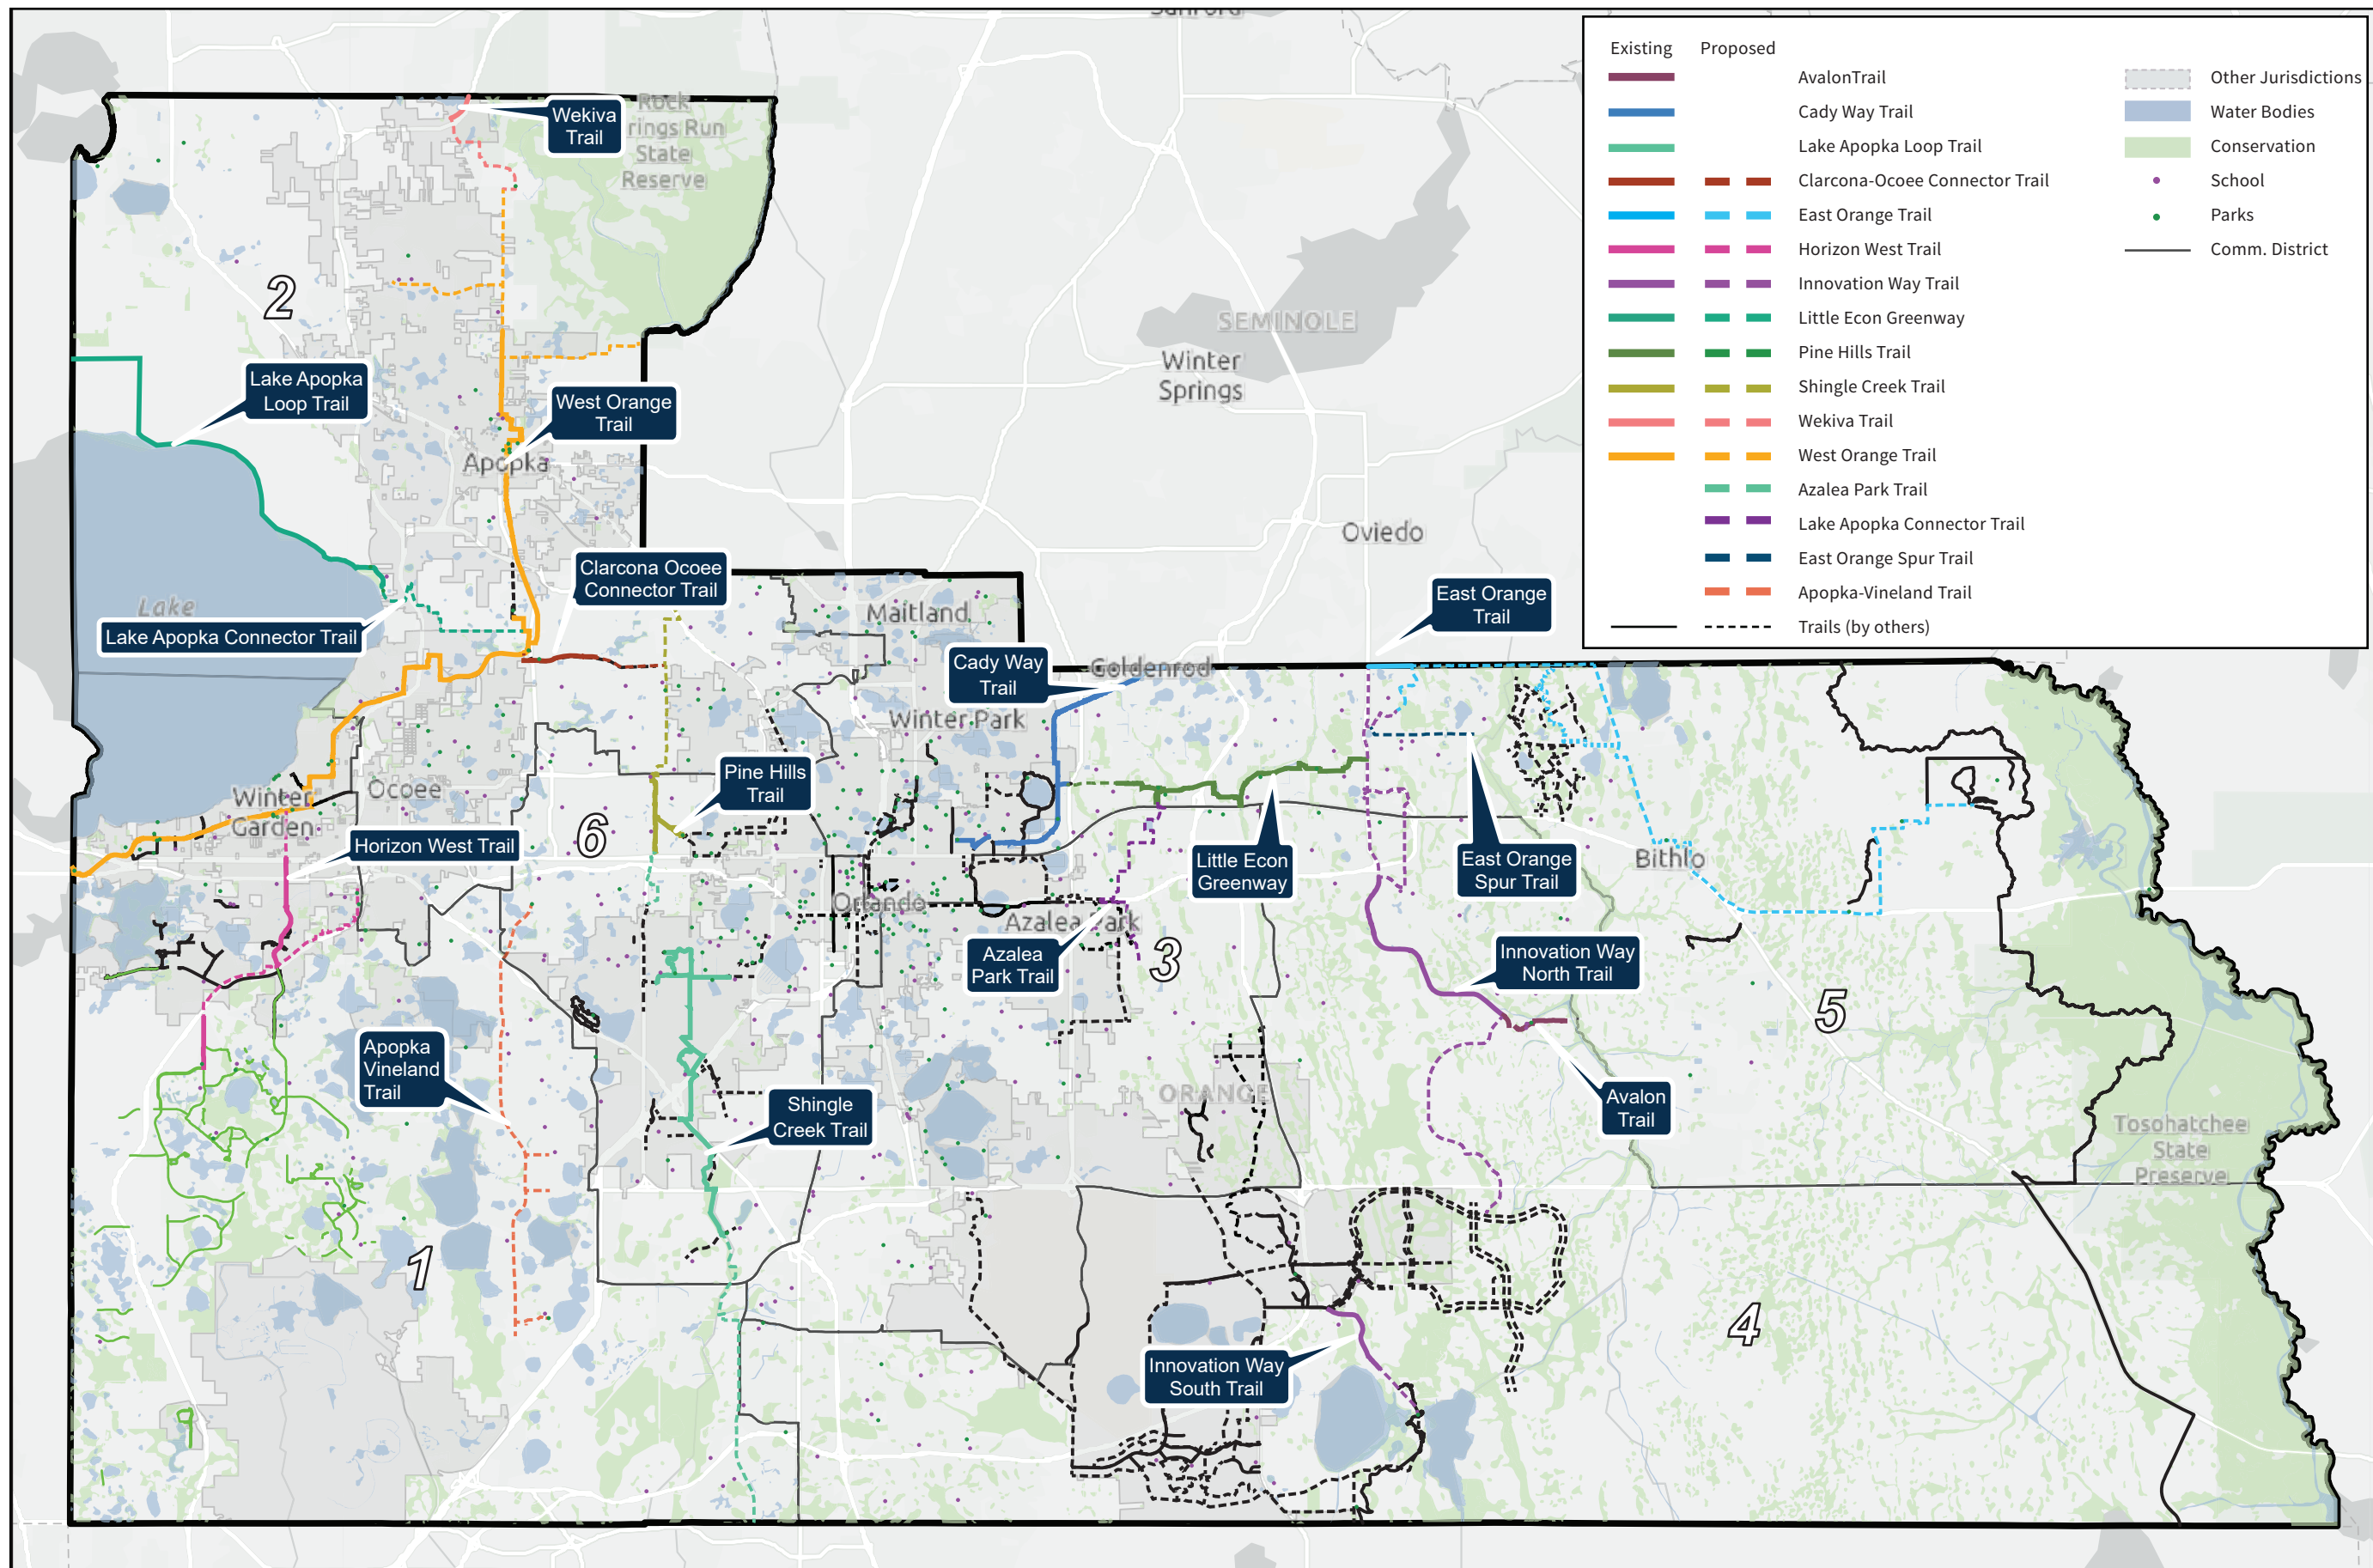 Sanford
Existing Proposed
AvalonTrail
Cady Way Trail
Lake Apopka Loop Trail
Clarcona-Ocoee Connector Trail
East Orange Trail
Horizon West Trail
Innovation Way Trail
Little Econ Greenway
Pine Hills Trail
Shingle Creek Trail
Wekiva Trail
West Orange Trail
Azalea Park Trail
Lake Apopka Connector Trail
East Orange Spur Trail
Apopka-Vineland Trail
Trails (by others)
Other Jurisdictions
Water Bodies
Conservation
School
Parks
Comm. District
Wekiva
Trail
Rock
rings Run
State
Reserve
2
SEMINOLE
Winter
Springs
Lake Apopka
Loop Trail
West Orange
Trail
Apopka
Oviedo
Clarcona Ocoee
Connector Trail
Lake
Lake Apopka Connector Trail
Maitland
East Orange
Trail
Cady Way
Trail
Goldenrod
Winter Park
Pine Hills
Trail
Winter
Garden
Ocoee
6
Horizon West Trail
Little Econ
Greenway
East Orange
Spur Trail
Bithlo
Orlando
Azalea Park
Azalea
Park Trail
3
Innovation Way
North Trail
5
Apopka
Vineland
Trail
Shingle
Creek Trail
ORANGE
Avalon
Trail
Tosohatchee
State
Preserve
1
4
Innovation Way
South Trail